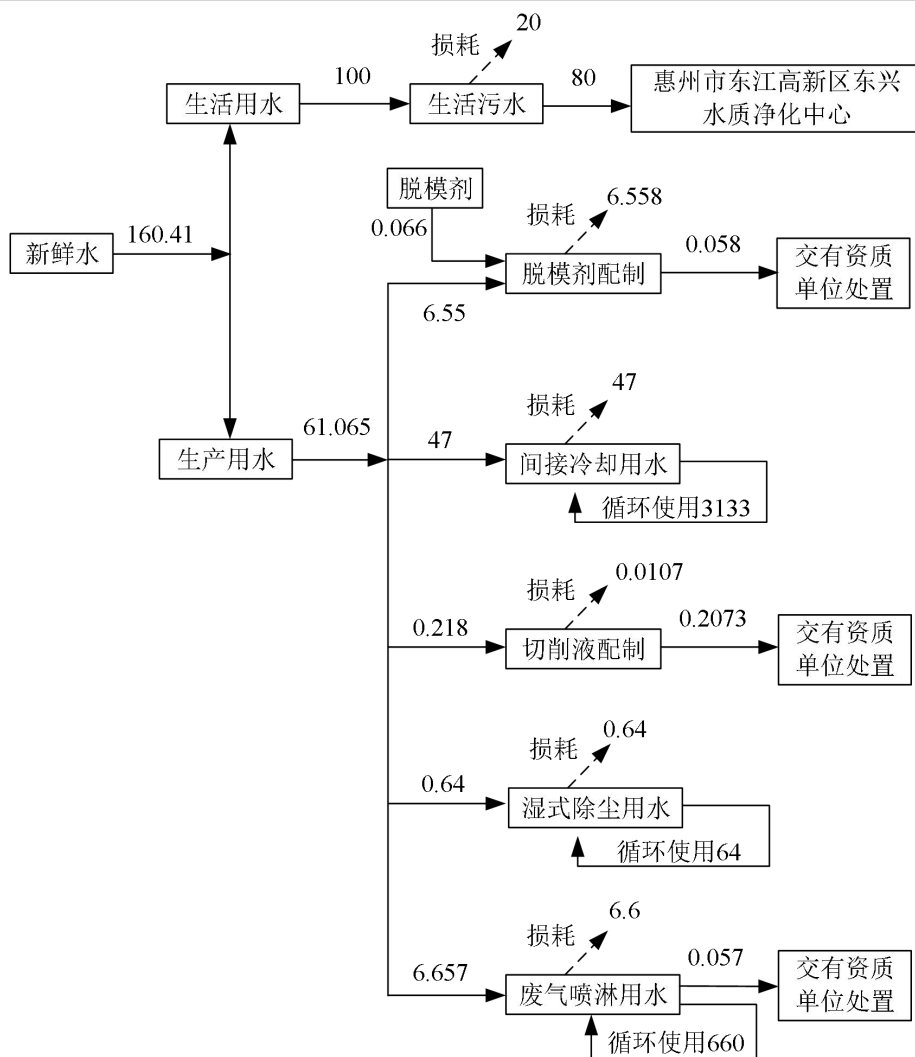 损耗
20
100
80
生活用水
生活污水
惠州市东江高新区东兴
水质净化中心
脱模剂
损耗
6.558
0.066
新鲜水
160.41
脱模剂配制
0.058
交有资质
单位处置
6.55
损耗
47
61.065
47
生产用水
间接冷却用水
循环使用3133
损耗
0.0107
0.218
0.2073
切削液配制
交有资质
单位处置
损耗
0.64
0.64
湿式除尘用水
循环使用64
损耗
6.6
6.657
0.057
废气喷淋用水
交有资质
单位处置
循环使用660